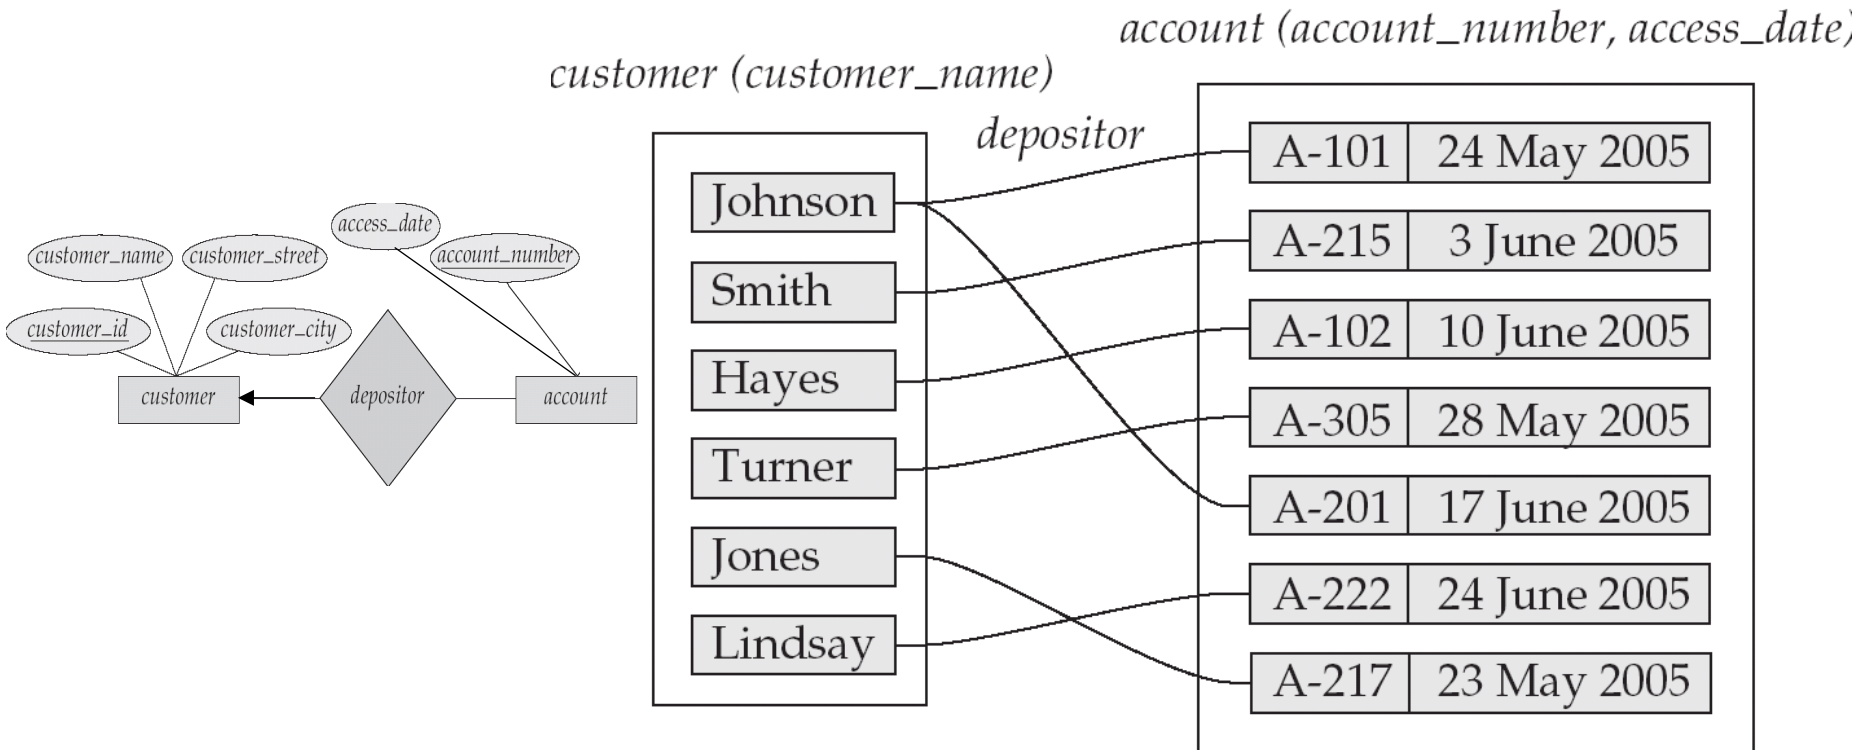 account (account_number, access_date)
customer (customer_name)
depositor
access_date
customer_name
customer_street
account_number
customer_id
customer_city
customer
depositor
account
Johnson
Smith
Hayes
Turner
Jones
Lindsay
A-101 24 May 2005
A-215 3 June 2005
A-102 10 June 2005
A-305 28 May 2005
A-201 17 June 2005
A-222 24 June 2005
A-217 23 May 2005